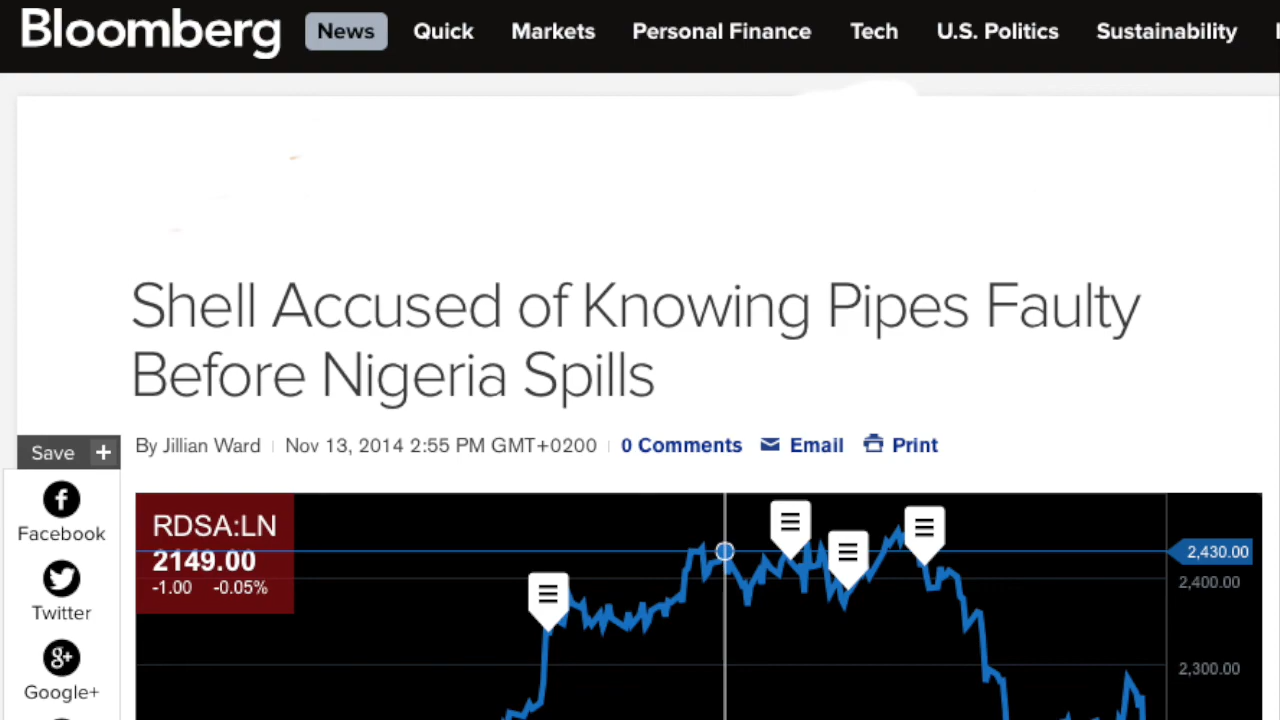 Bloomberg News Quick Markets Personal Finance Tech U.S. Politics Sustainability
Shell Accused of Knowing Pipes Faulty
Before Nigeria Spills
Save +
By Jillian Ward Nov 13, 2014 2:55 PM GMT+0200 0 Comments Email Print
Facebook
Twitter
Google+
RDSA:LN
2149.00
-1.00 -0.05%
2,430.00
2,400.00
2,300.00